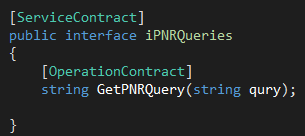 [ServiceContract]
public interface iPNRQueries
{
[OperationContract]
string GetPNRQuery(string qury);
}